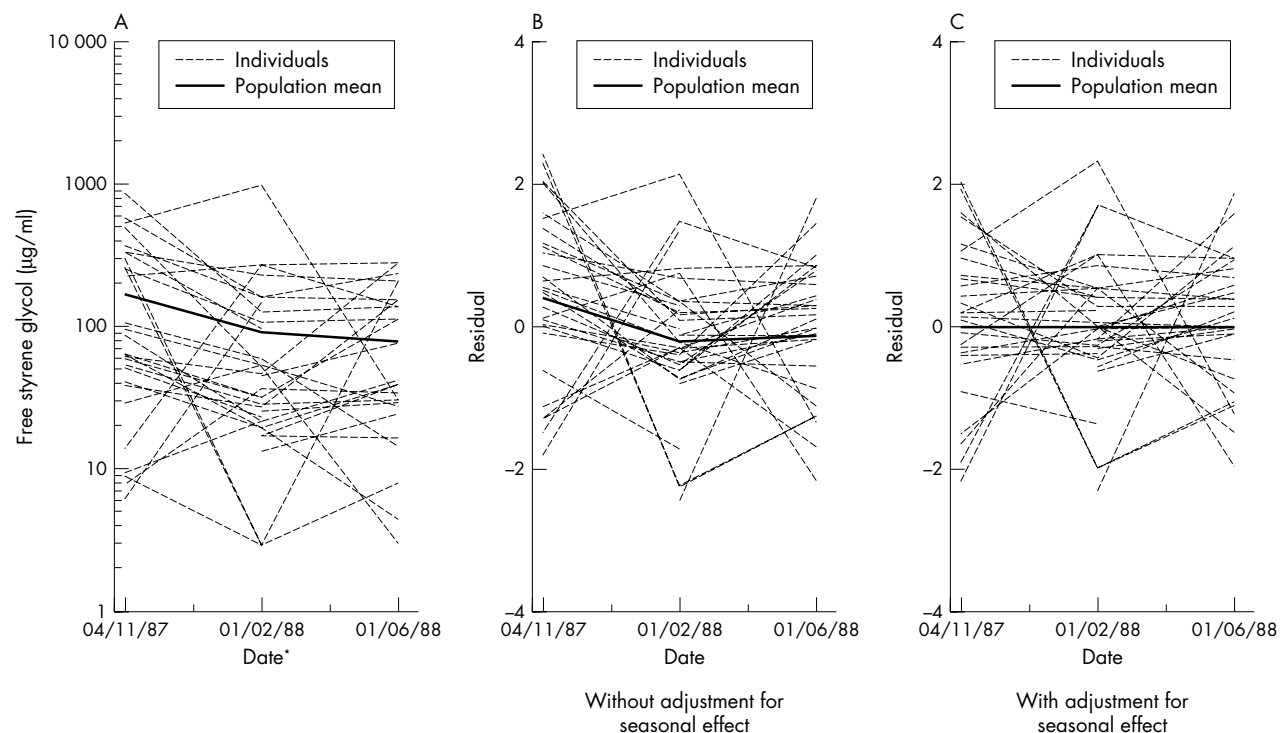 A
10 000
1000
100
10
1
Free styrene glycol (µg/ml)
Individuals
Population mean
04/11/87
01/02/88
01/06/88
Date*
B
4
2
0
–2
–4
Residual
Individuals
Population mean
04/11/87
01/02/88
01/06/88
Date
Without adjustment for
seasonal effect
C
4
2
0
–2
–4
Residual
Individuals
Population mean
04/11/87
01/02/88
01/06/88
Date
With adjustment for
seasonal effect